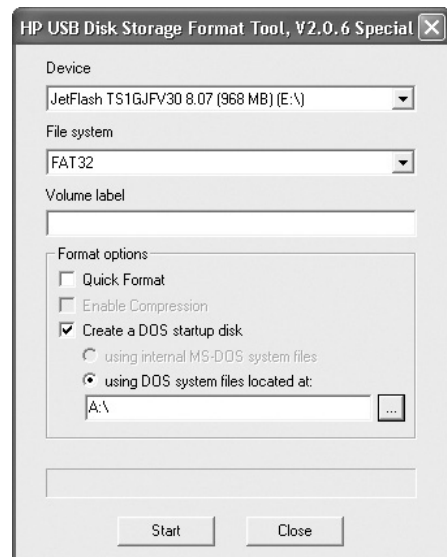 HP USB Disk Storage Format Tool, V2.0.6 Special
Device
JetFlash TS1GJFV30 8.07 (968 MB) (E:\)
File system
FAT32
Volume label
Format options
Quick Format
Enable Compression
Create a DOS startup disk
using internal MS-DOS system files
using DOS system files located at:
A:\
...
Start Close